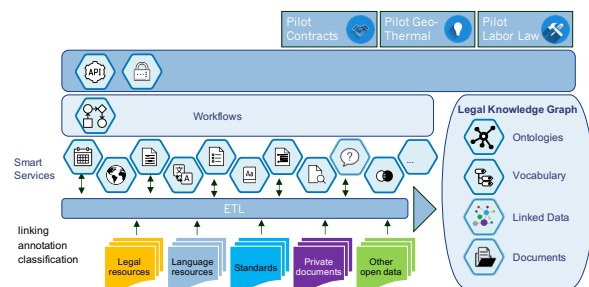 Pilot
Contracts
Pilot Geo-
Thermal
Pilot
Labor Law
API
Workflows
Legal Knowledge Graph
Ontologies
Smart
Services
Aa
A
?
...
Vocabulary
ETL
Linked Data
linking
annotation
classification
Legal
resources
Language
resources
Standards
Private
documents
Other
open data
Documents